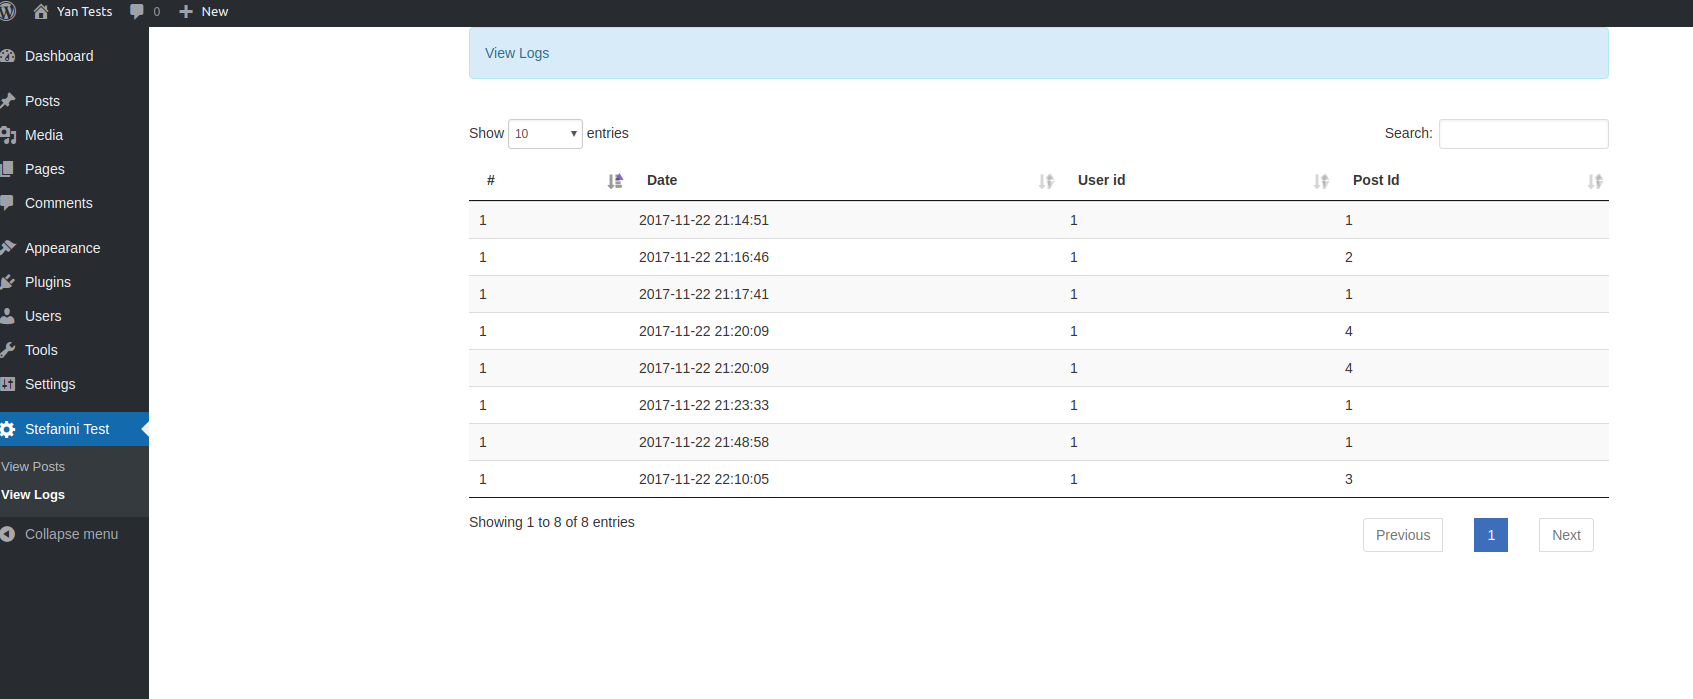 Yan Tests 0 New
Dashboard
Posts
Media
Pages
Comments
Appearance
Plugins
Users
Tools
Settings
Stefanini Test
View Posts
View Logs
Collapse menu
View Logs
Show 10 entries Search:
# Date User id Post Id
1 2017-11-22 21:14:51 1 1
1 2017-11-22 21:16:46 1 2
1 2017-11-22 21:17:41 1 1
1 2017-11-22 21:20:09 1 4
1 2017-11-22 21:20:09 1 4
1 2017-11-22 21:23:33 1 1
1 2017-11-22 21:48:58 1 1
1 2017-11-22 22:10:05 1 3
Showing 1 to 8 of 8 entries Previous 1 Next